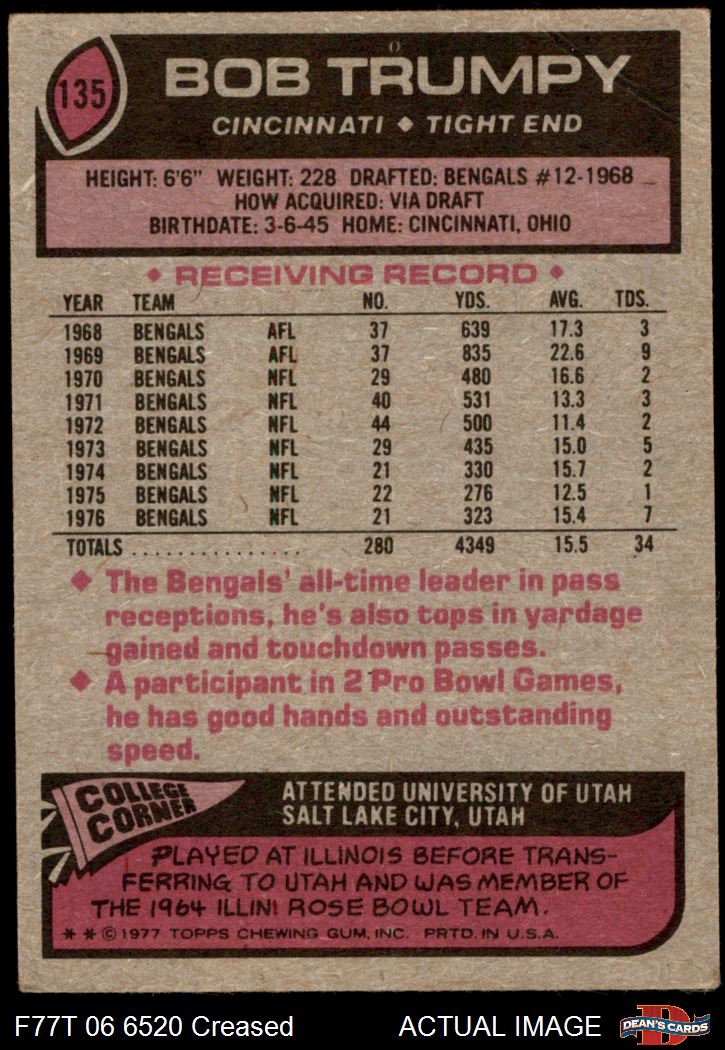 135
BOB TRUMPY
CINCINNATI ◆ TIGHT END
HEIGHT: 6'6" WEIGHT: 228 DRAFTED: BENGALS #12-1968
HOW ACQUIRED: VIA DRAFT
BIRTHDATE: 3-6-45 HOME: CINCINNATI, OHIO
◆ RECEIVING RECORD ◆
YEAR TEAM NO. YDS. AVG. TDS.
1968 BENGALS AFL 37 639 17.3 3
1969 BENGALS AFL 37 835 22.6 9
1970 BENGALS NFL 29 480 16.6 2
1971 BENGALS NFL 40 531 13.3 3
1972 BENGALS NFL 44 500 11.4 2
1973 BENGALS NFL 29 435 15.0 5
1974 BENGALS NFL 21 330 15.7 2
1975 BENGALS NFL 22 276 12.5 1
1976 BENGALS NFL 21 323 15.4 7
TOTALS ................ 280 4349 15.5 34
◆ The Bengals' all-time leader in pass
receptions, he's also tops in yardage
gained and touchdown passes.
◆ A participant in 2 Pro Bowl Games,
he has good hands and outstanding
speed.
COLLEGE
CORNER
ATTENDED UNIVERSITY OF UTAH
SALT LAKE CITY, UTAH
PLAYED AT ILLINOIS BEFORE TRANS-
FERRING TO UTAH AND WAS MEMBER OF
THE 1964 ILLINI ROSE BOWL TEAM.
* * © 1977 TOPPS CHEWING GUM, INC. PRTD. IN U.S.A.
F77T 06 6520 Creased ACTUAL IMAGE
D
DEAN'S CARDS